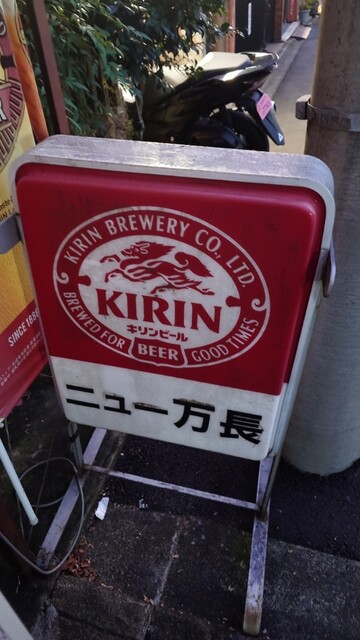 KIRIN BREWERY CO., LTD.
KIRIN
キリンビール
BREWED FOR GOOD TIMES
BEER
ニュー万長
SINCE 188